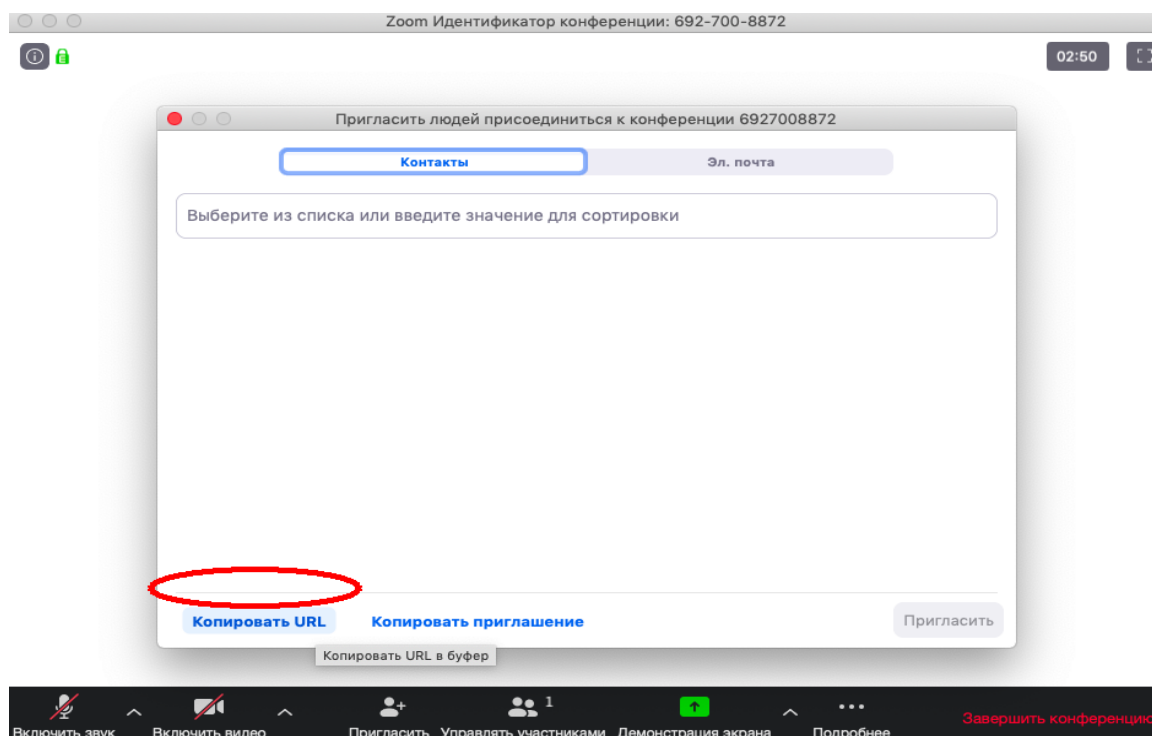 Zoom Идентификатор конференции: 692-700-8872
02:50
Пригласить людей присоединиться к конференции 6927008872
Контакты Эл. почта
Выберите из списка или введите значение для сортировки
Копировать URL Копировать приглашение Пригласить
Копировать URL в буфер
1
Завершить конференцию
Включить звук Включить видео Пригласить Управлять участниками Демонстрация экрана Подробнее